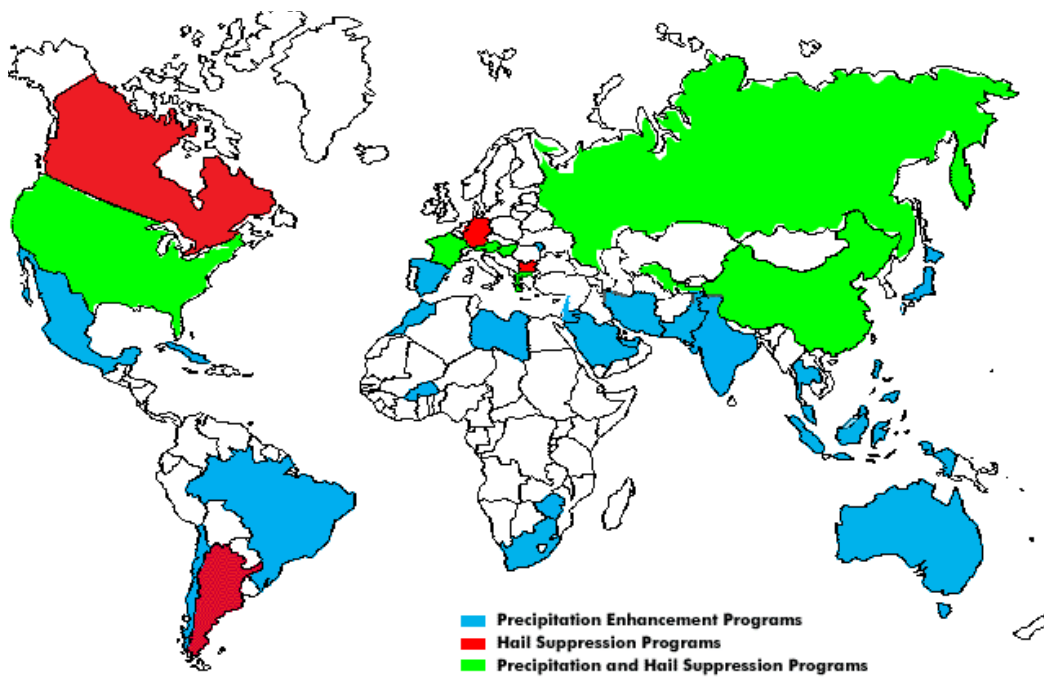 Precipitation Enhancement Programs
Hail Suppression Programs
Precipitation and Hail Suppression Programs